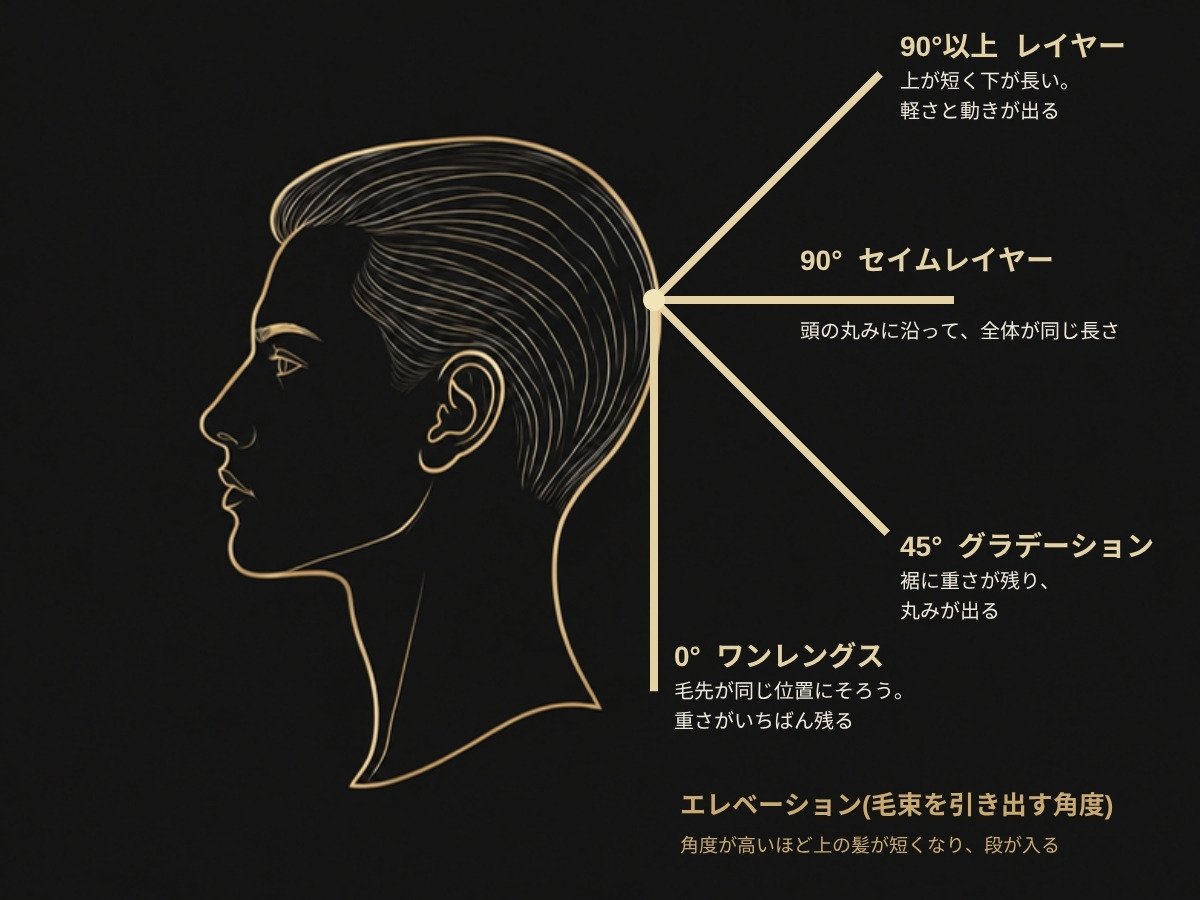 90°以上 レイヤー
上が短く下が長い。
軽さと動きが出る
90° セイムレイヤー
頭の丸みに沿って、全体が同じ長さ
45° グラデーション
裾に重さが残り、
丸みが出る
0° ワンレングス
毛先が同じ位置にそろう。
重さがいちばん残る
エレベーション(毛束を引き出す角度)
角度が高いほど上の髪が短くなり、段が入る